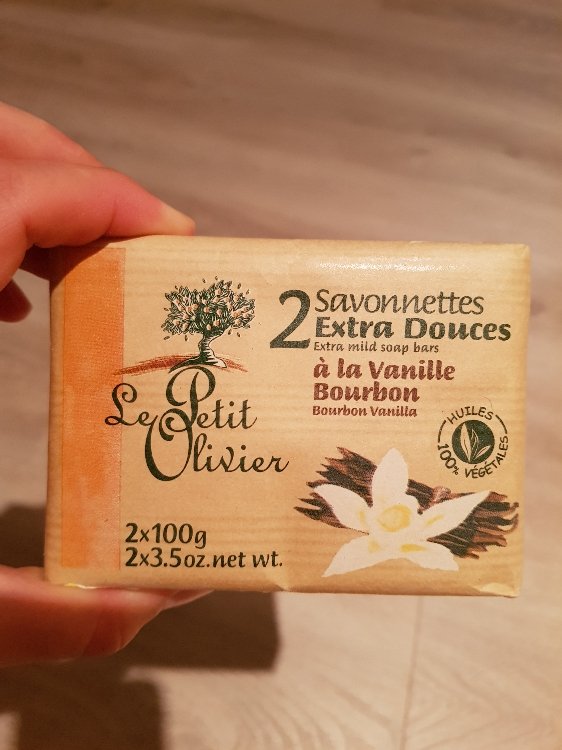 2 Savonnettes
Extra Douces
Extra mild soap bars
à la Vanille
Bourbon
Bourbon Vanilla
Le Petit
Olivier
HUILES
100% VÉGÉTALES
2x100g
2x3.5oz.net wt.